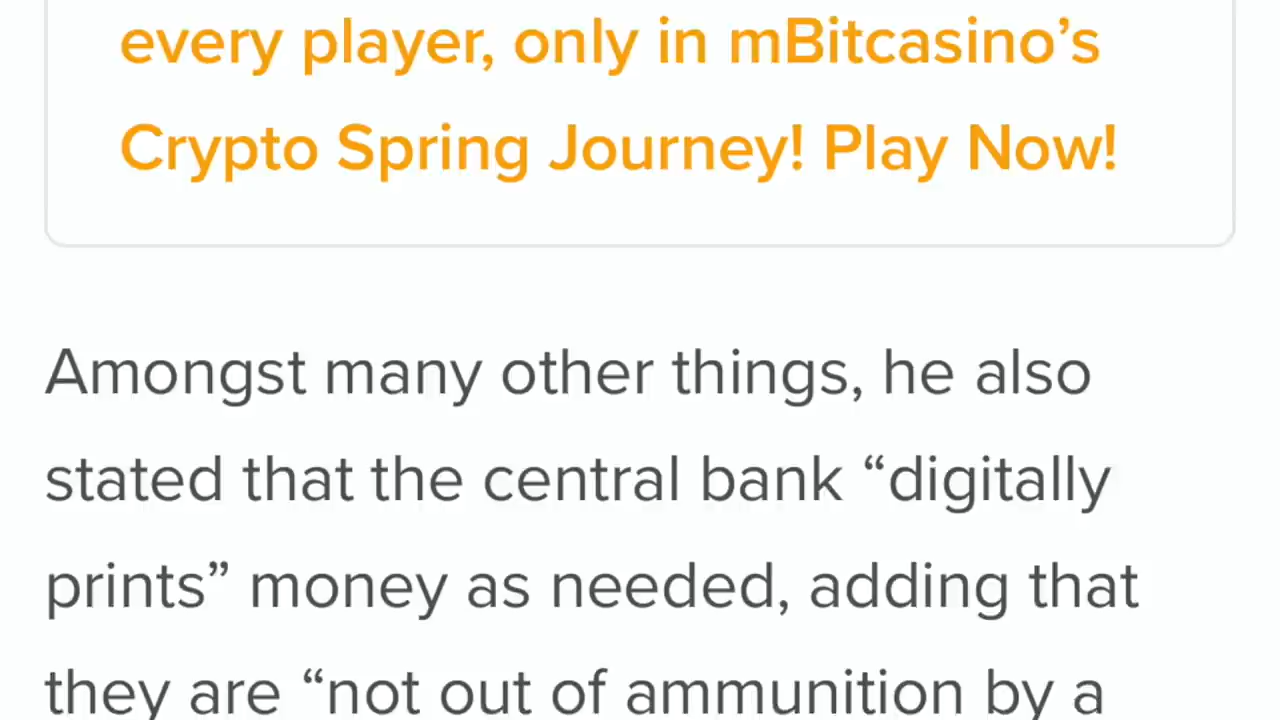 every player, only in mBitcasino’s
Crypto Spring Journey! Play Now!
Amongst many other things, he also
stated that the central bank “digitally
prints” money as needed, adding that
they are “not out of ammunition by a